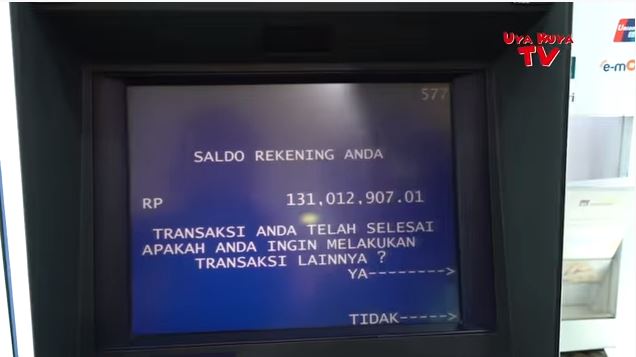 UYA KUYA
TV
577
SALDO REKENING ANDA
RP 131,012,907.01
TRANSAKSI ANDA TELAH SELESAI
APAKAH ANDA INGIN MELAKUKAN
TRANSAKSI LAINNYA ?
YA-------->
TIDAK----->